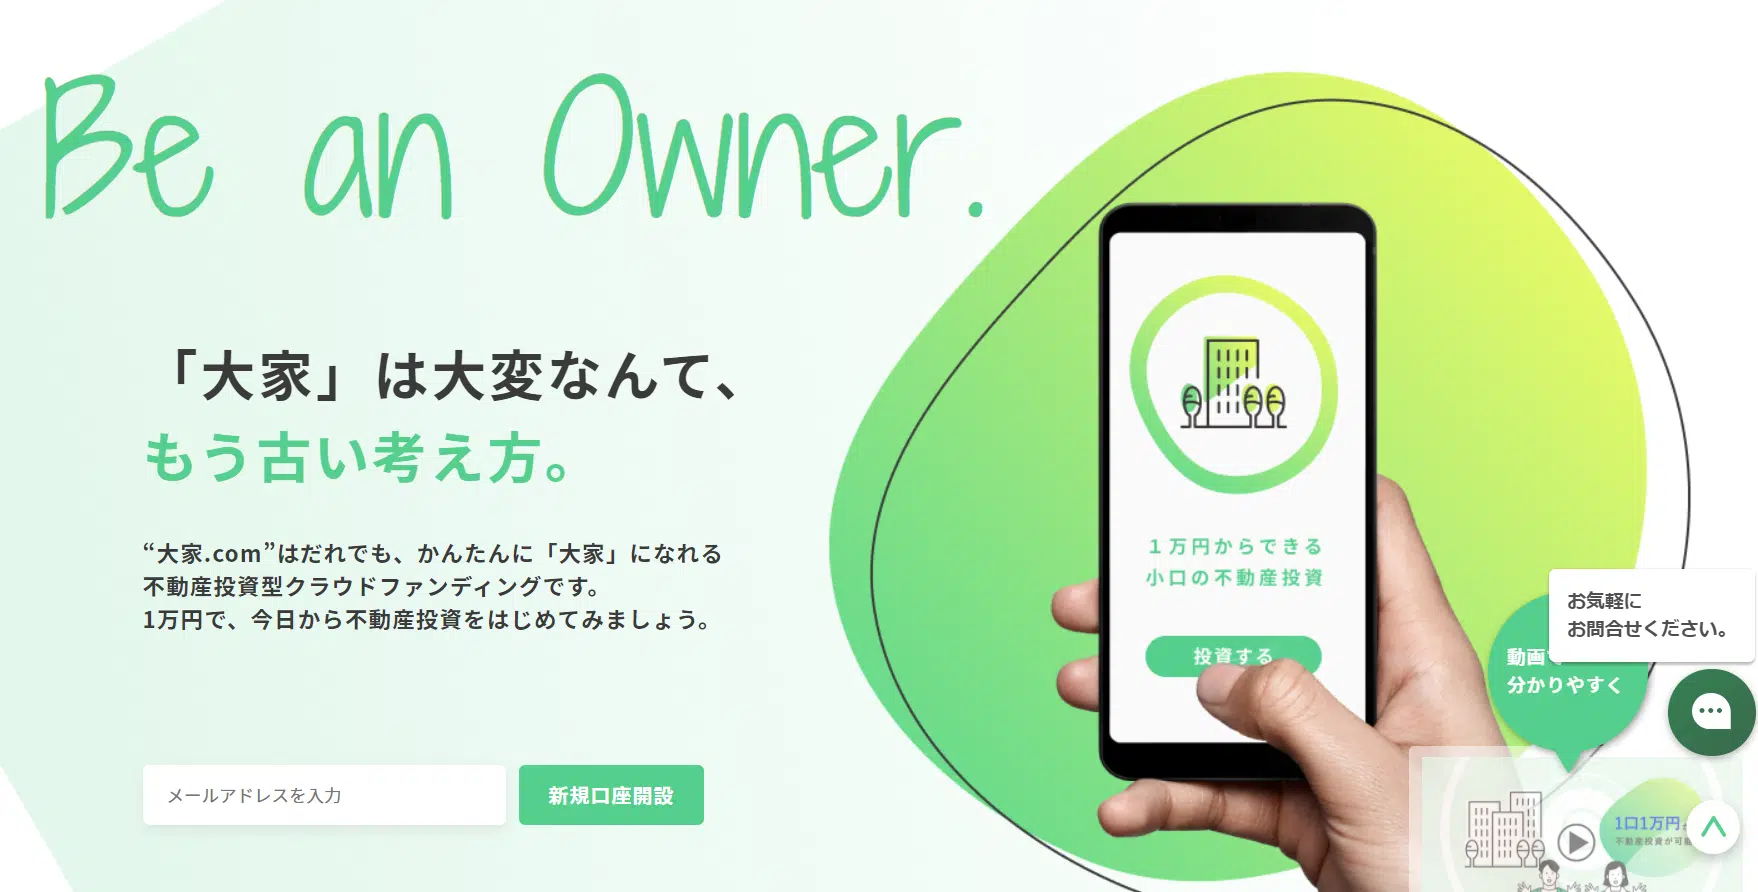 Be an Owner.
「大家」は大変なんて、
もう古い考え方。
“大家.com”はだれでも、かんたんに「大家」になれる
不動産投資型クラウドファンディングです。
1万円で、今日から不動産投資をはじめてみましょう。
メールアドレスを入力
新規口座開設
１万円からできる
小口の不動産投資
投資する
お気軽に
お問合せください。
動画で
分かりやすく
1口1万円
不動産投資が可能